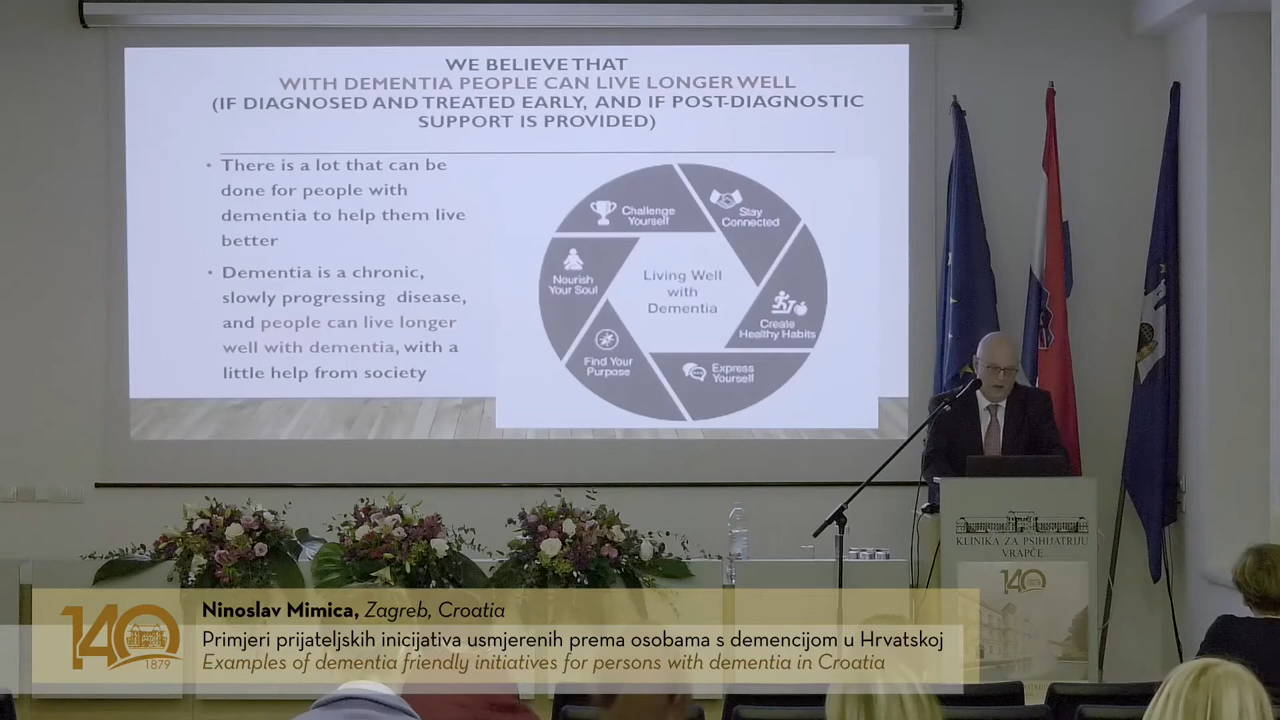 WE BELIEVE THAT
WITH DEMENTIA PEOPLE CAN LIVE LONGER WELL
(IF DIAGNOSED AND TREATED EARLY, AND IF POST-DIAGNOSTIC
SUPPORT IS PROVIDED)
• There is a lot that can be
done for people with
dementia to help them live
better
• Dementia is a chronic,
slowly progressing disease,
and people can live longer
well with dementia, with a
little help from society
Challenge
Yourself
Stay
Connected
Nourish
Your Soul
Living Well
with
Dementia
Create
Healthy Habits
Find Your
Purpose
Express
Yourself
KLINIKA ZA PSIHIJATRIJU
VRAPČE
140
140
1879
Ninoslav Mimica, Zagreb, Croatia
Primjeri prijateljskih inicijativa usmjerenih prema osobama s demencijom u Hrvatskoj
Examples of dementia friendly initiatives for persons with dementia in Croatia